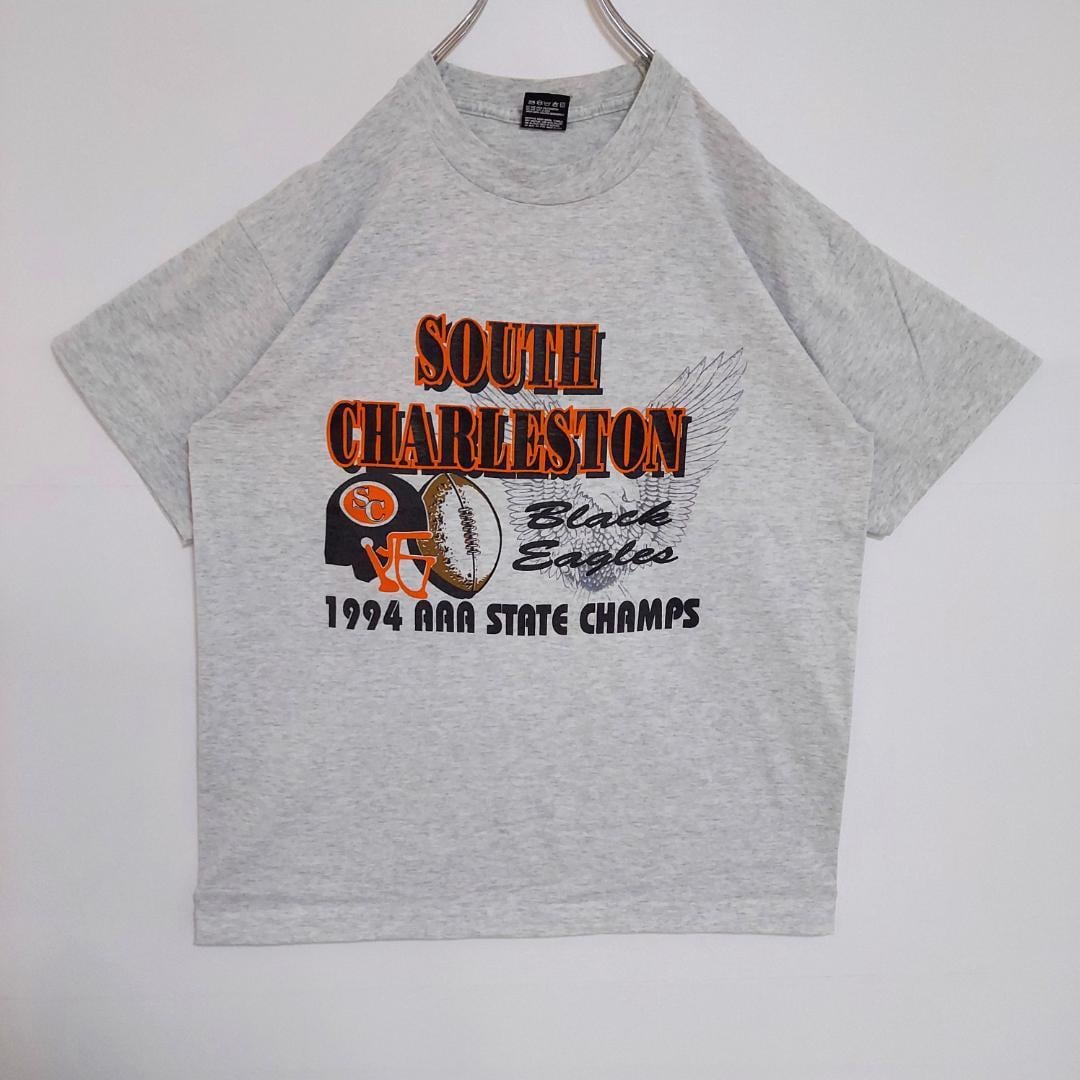 SOUTH
CHARLESTON
SC
Black
Eagles
1994 AAA STATE CHAMPS